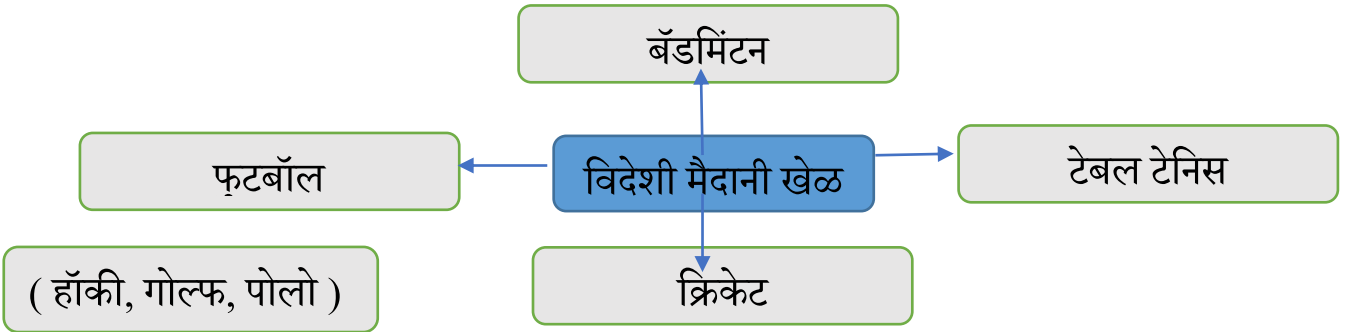 बॅडमिंटन
फुटबॉल
विदेशी मैदानी खेळ
टेबल टेनिस
( हॉकी, गोल्फ, पोलो )
क्रिकेट